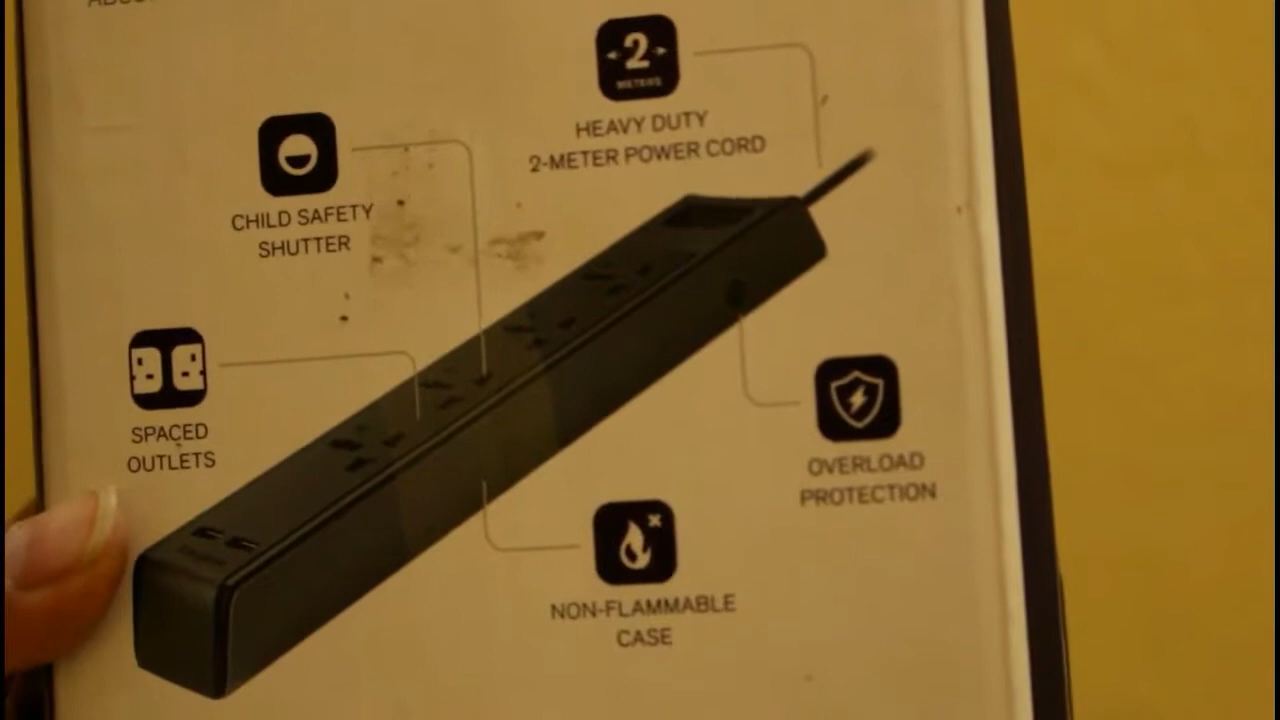 2
METERS
HEAVY DUTY
2-METER POWER CORD
CHILD SAFETY
SHUTTER
SPACED
OUTLETS
OVERLOAD
PROTECTION
NON-FLAMMABLE
CASE